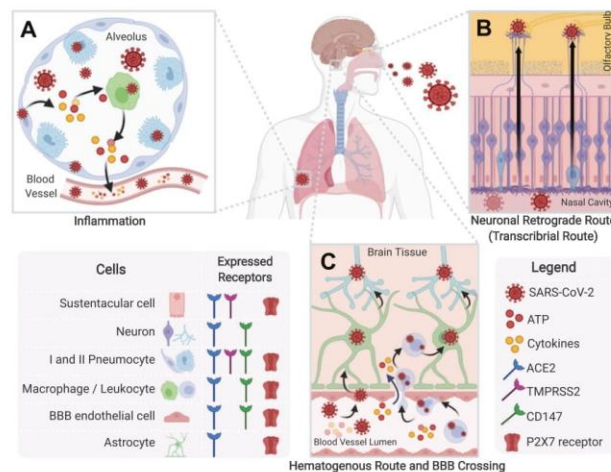 A
Alveolus
Blood
Vessel
Inflammation
B
Olfactory Bulb
Nasal Cavity
Neuronal Retrograde Route
(Transcribrial Route)
Cells
Expressed
Receptors
Sustentacular cell
Neuron
I and II Pneumocyte
Macrophage / Leukocyte
BBB endothelial cell
Astrocyte
C
Brain Tissue
Blood Vessel Lumen
Hematogenous Route and BBB Crossing
Legend
SARS-CoV-2
ATP
Cytokines
ACE2
TMPRSS2
CD147
P2X7 receptor